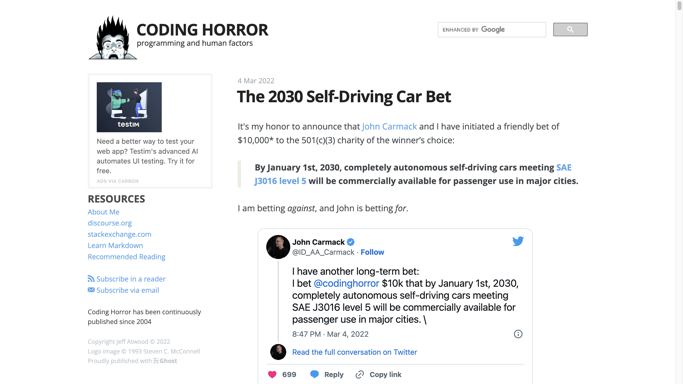 CODING HORROR
programming and human factors
ENHANCED BY Google
testim
Need a better way to test your
web app? Testim's advanced AI
automates UI testing. Try it for
free.
ADS VIA CARBON
RESOURCES
About Me
discourse.org
stackexchange.com
Learn Markdown
Recommended Reading
Subscribe in a reader
Subscribe via email
Coding Horror has been continuously
published since 2004
Copyright Jeff Atwood © 2022
Logo image © 1993 Steven C. McConnell
Proudly published with Ghost
4 Mar 2022
The 2030 Self-Driving Car Bet
It's my honor to announce that John Carmack and I have initiated a friendly bet of
$10,000* to the 501(c)(3) charity of the winner's choice:
By January 1st, 2030, completely autonomous self-driving cars meeting SAE
J3016 level 5 will be commercially available for passenger use in major cities.
I am betting against, and John is betting for.
John Carmack
@ID_AA_Carmack · Follow
I have another long-term bet:
I bet @codinghorror $10k that by January 1st, 2030,
completely autonomous self-driving cars meeting
SAE J3016 level 5 will be commercially available for
passenger use in major cities. \
8:47 PM · Mar 4, 2022
Read the full conversation on Twitter
699 Reply Copy link